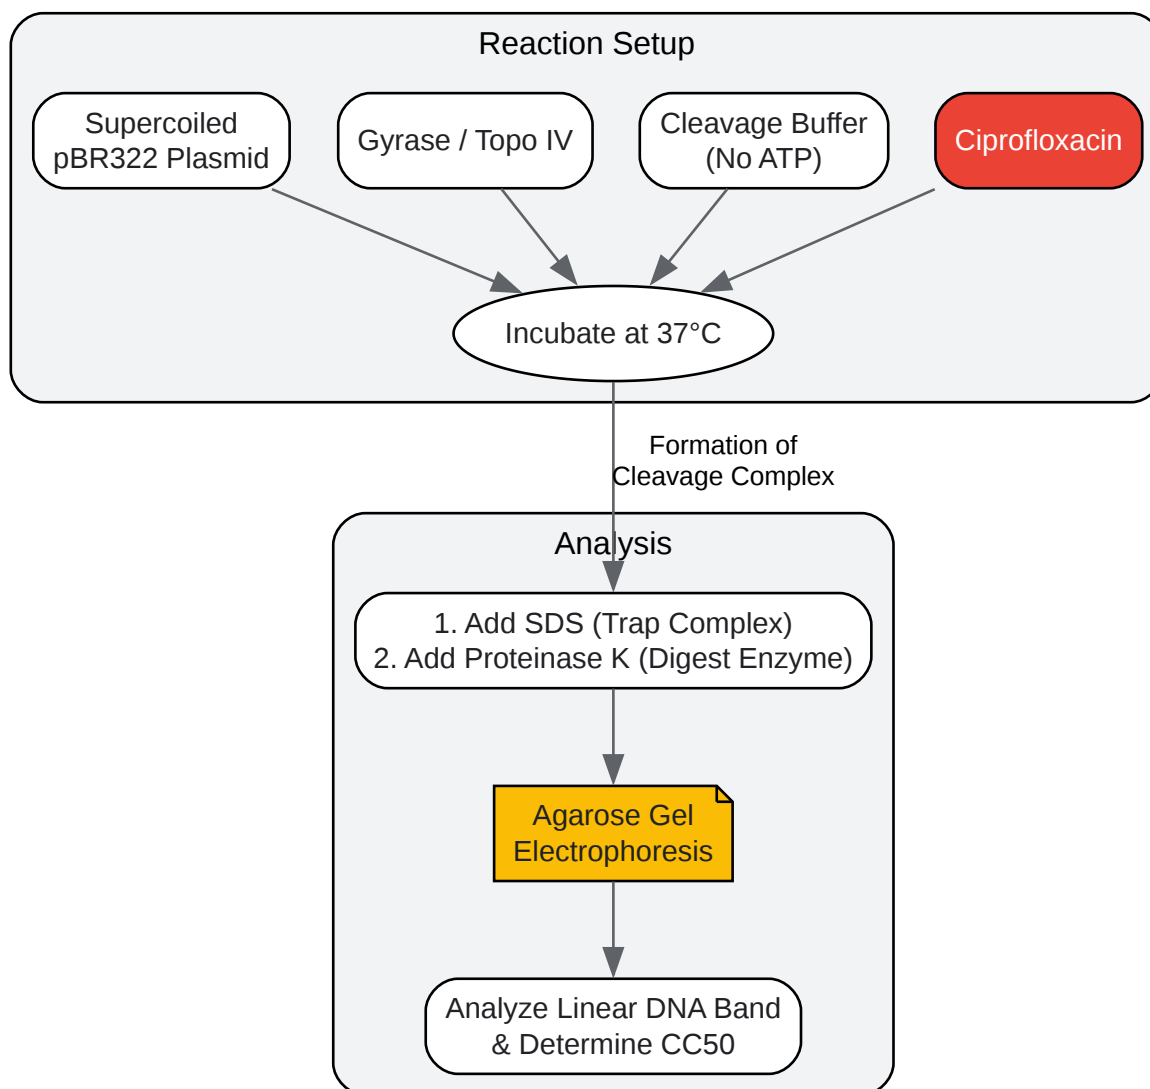 Reaction Setup
Supercoiled
pBR322 Plasmid
Gyrase / Topo IV
Cleavage Buffer
(No ATP)
Ciprofloxacin
Incubate at 37°C
Formation of
Cleavage Complex
Analysis
1. Add SDS (Trap Complex)
2. Add Proteinase K (Digest Enzyme)
Agarose Gel
Electrophoresis
Analyze Linear DNA Band
& Determine CC50